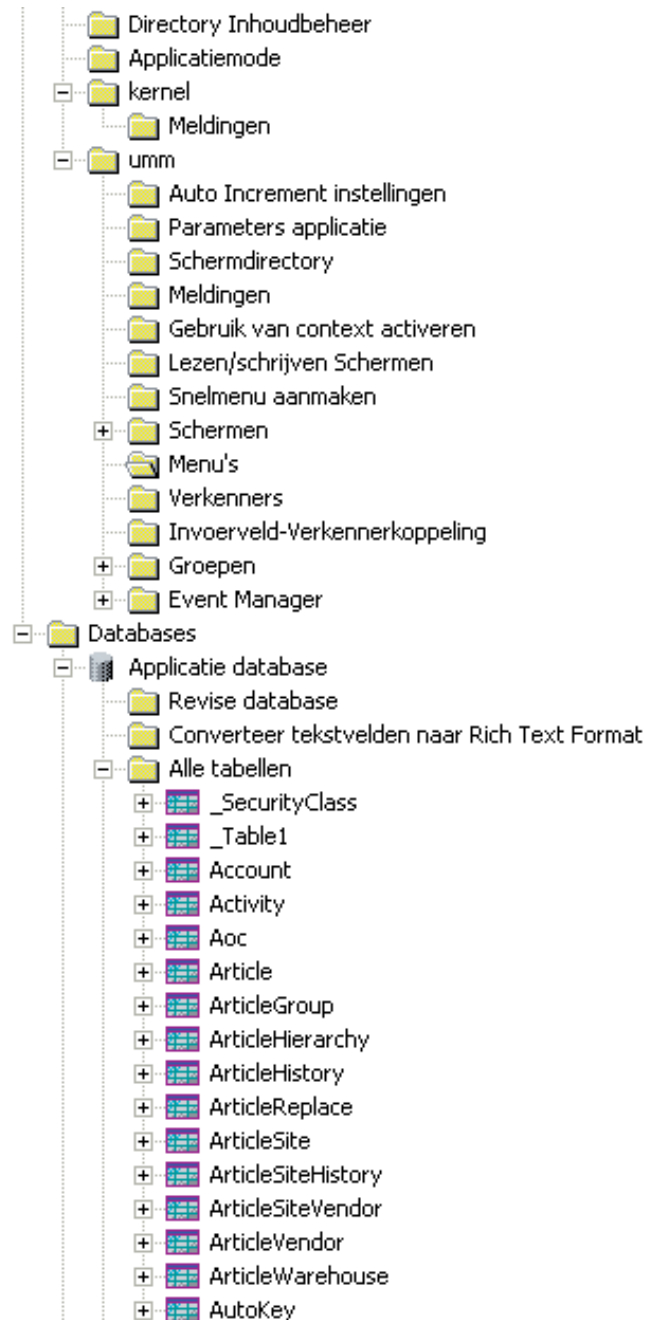 Directory Inhoudbeheer
Applicatiemode
kernel
Meldingen
umm
Auto Increment instellingen
Parameters applicatie
Schermdirectory
Meldingen
Gebruik van context activeren
Lezen/schrijven Schermen
Snelmenu aanmaken
Schermen
Menu's
Verkenners
Invoerveld-Verkennerkoppeling
Groepen
Event Manager
Databases
Applicatie database
Revise database
Converteer tekstvelden naar Rich Text Format
Alle tabellen
_SecurityClass
_Table1
Account
Activity
Aoc
Article
ArticleGroup
ArticleHierarchy
ArticleHistory
ArticleReplace
ArticleSite
ArticleSiteHistory
ArticleSiteVendor
ArticleVendor
ArticleWarehouse
AutoKey